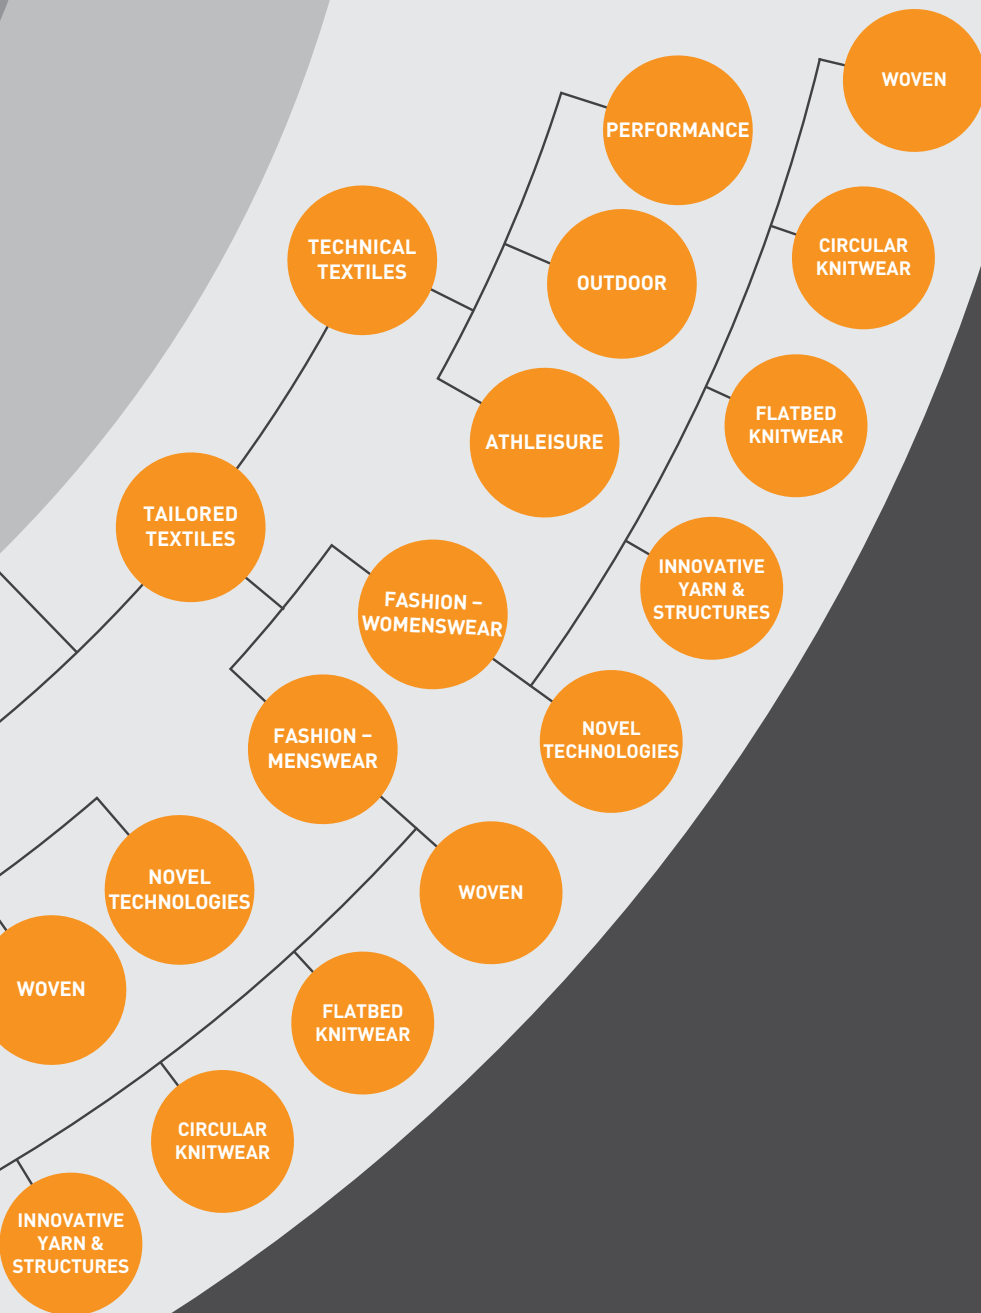 WOVEN
PERFORMANCE
CIRCULAR
KNITWEAR
TECHNICAL
TEXTILES
OUTDOOR
FLATBED
KNITWEAR
ATHLEISURE
TAILORED
TEXTILES
INNOVATIVE
YARN &
STRUCTURES
FASHION –
WOMENSWEAR
NOVEL
TECHNOLOGIES
FASHION –
MENSWEAR
NOVEL
TECHNOLOGIES
WOVEN
WOVEN
FLATBED
KNITWEAR
CIRCULAR
KNITWEAR
INNOVATIVE
YARN &
STRUCTURES